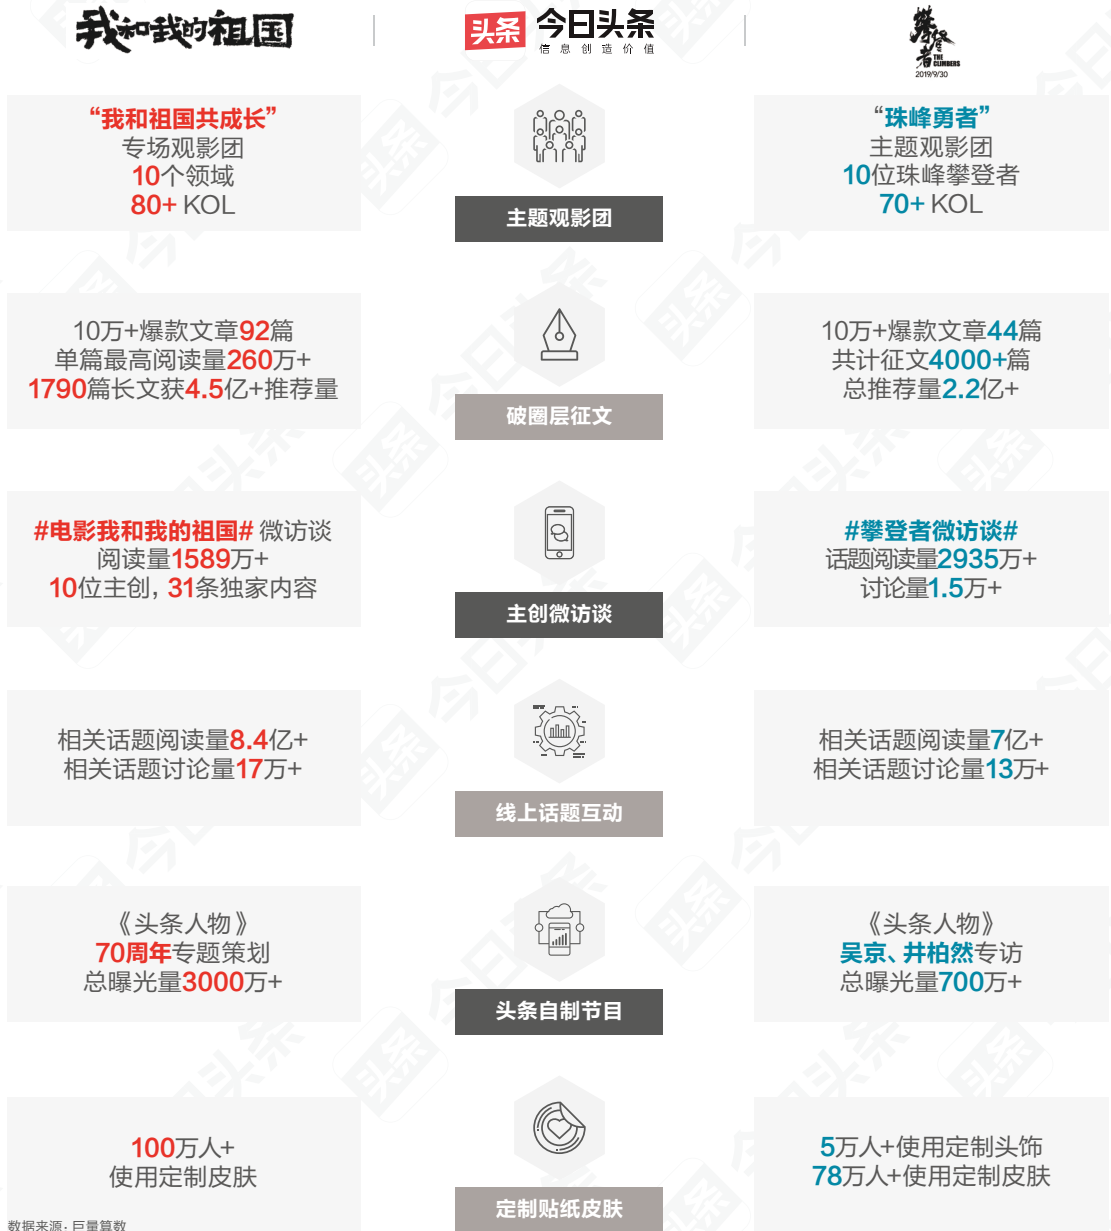 我和我的祖国
头条 今日头条
信息创造价值
攀登者
THE CLIMBERS
2019/9/30
“我和祖国共成长”
专场观影团
10个领域
80+ KOL
主题观影团
“珠峰勇者”
主题观影团
10位珠峰攀登者
70+ KOL
10万+爆款文章92篇
单篇最高阅读量260万+
1790篇长文获4.5亿+推荐量
破圈层征文
10万+爆款文章44篇
共计征文4000+篇
总推荐量2.2亿+
#电影我和我的祖国# 微访谈
阅读量1589万+
10位主创, 31条独家内容
主创微访谈
#攀登者微访谈#
话题阅读量2935万+
讨论量1.5万+
相关话题阅读量8.4亿+
相关话题讨论量17万+
线上话题互动
相关话题阅读量7亿+
相关话题讨论量13万+
《头条人物》
70周年专题策划
总曝光量3000万+
头条自制节目
《头条人物》
吴京、井柏然专访
总曝光量700万+
100万人+
使用定制皮肤
定制贴纸皮肤
5万人+使用定制头饰
78万人+使用定制皮肤
数据来源: 巨量算数